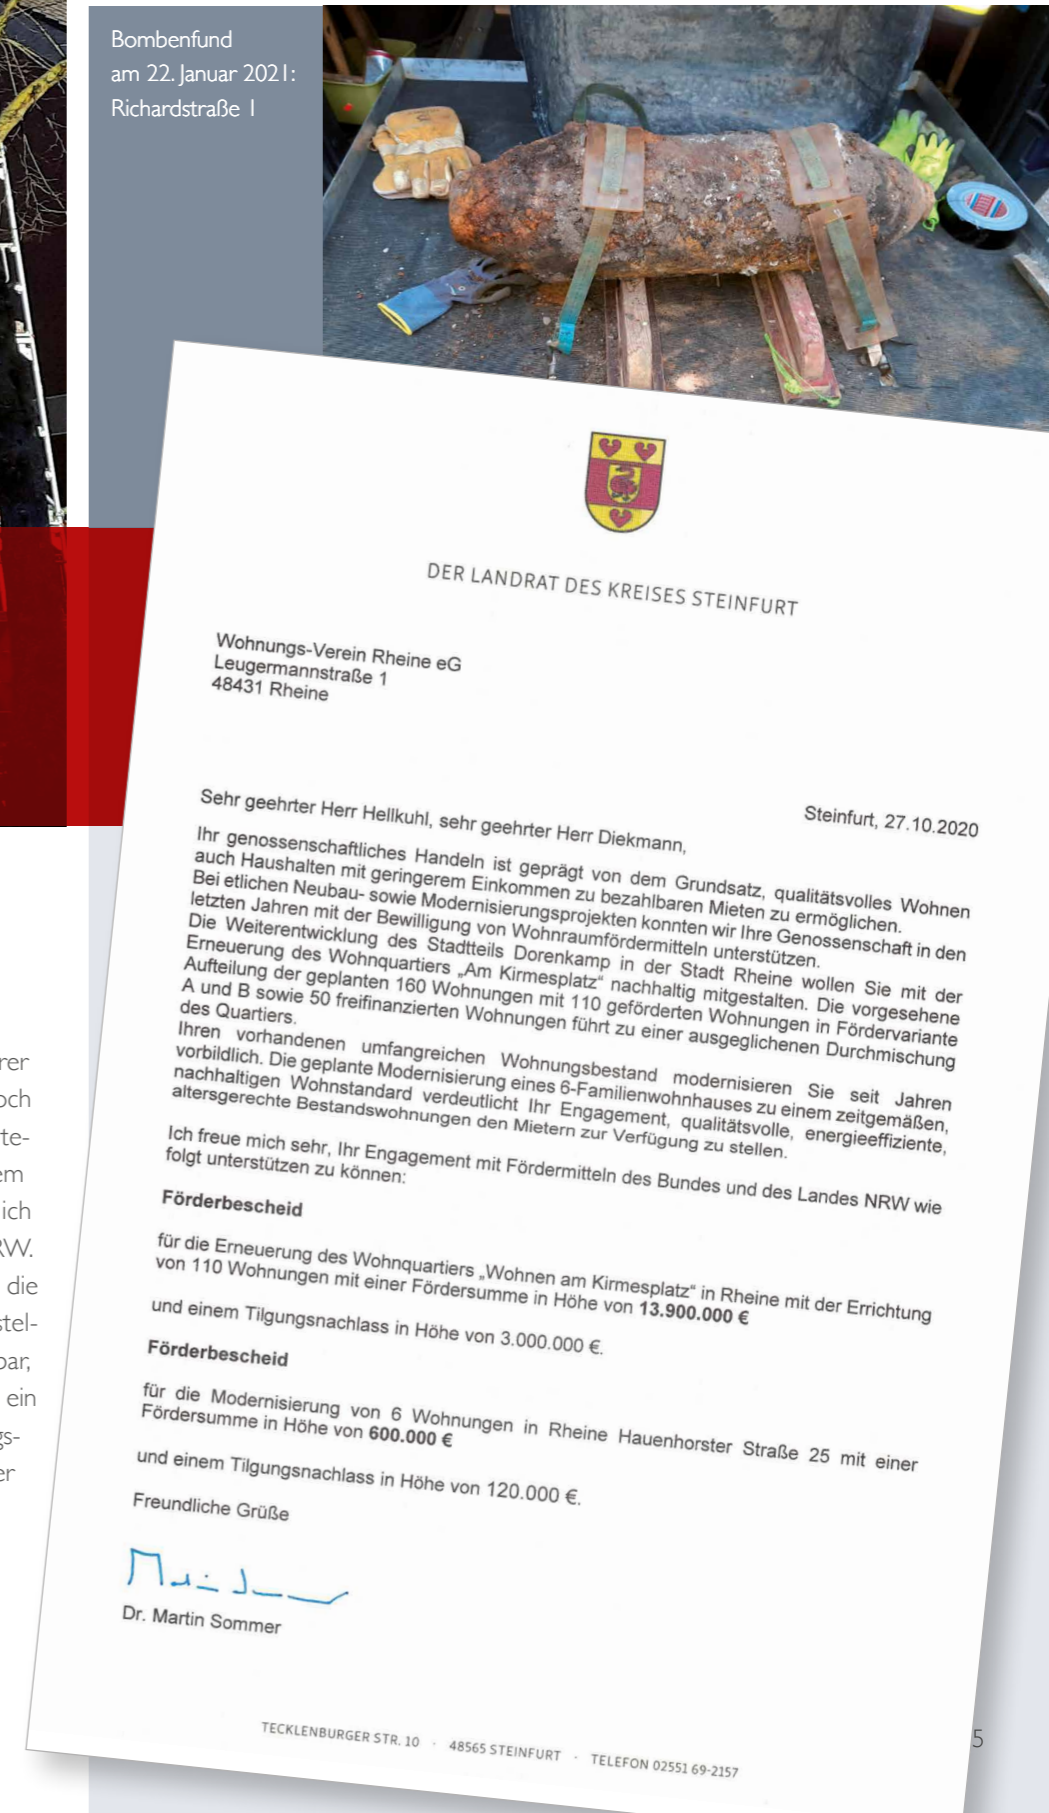 Bombenfund
am 22. Januar 2021:
Richardstraße 1
DER LANDRAT DES KREISES STEINFURT
Wohnungs-Verein Rheine eG
Leugermannstraße 1
48431 Rheine
Steinfurt, 27.10.2020
Sehr geehrter Herr Hellkuhl, sehr geehrter Herr Diekmann,
Ihr genossenschaftliches Handeln ist geprägt von dem Grundsatz, qualitätsvolles Wohnen
auch Haushalten mit geringerem Einkommen zu bezahlbaren Mieten zu ermöglichen.
Bei etlichen Neubau- sowie Modernisierungsprojekten konnten wir Ihre Genossenschaft in den
letzten Jahren mit der Bewilligung von Wohnraumfördermitteln unterstützen.
Die Weiterentwicklung des Stadtteils Dorenkamp in der Stadt Rheine wollen Sie mit der
Erneuerung des Wohnquartiers „Am Kirmesplatz“ nachhaltig mitgestalten. Die vorgesehene
Aufteilung der geplanten 160 Wohnungen mit 110 geförderten Wohnungen in Fördervariante
A und B sowie 50 freifinanzierten Wohnungen führt zu einer ausgeglichenen Durchmischung
des Quartiers.
Ihren vorhandenen umfangreichen Wohnungsbestand modernisieren Sie seit Jahren
vorbildlich. Die geplante Modernisierung eines 6-Familienwohnhauses zu einem zeitgemäßen,
nachhaltigen Wohnstandard verdeutlicht Ihr Engagement, qualitätsvolle, energieeffiziente,
altersgerechte Bestandswohnungen den Mietern zur Verfügung zu stellen.
Ich freue mich sehr, Ihr Engagement mit Fördermitteln des Bundes und des Landes NRW wie
folgt unterstützen zu können:
Förderbescheid
für die Erneuerung des Wohnquartiers „Wohnen am Kirmesplatz“ in Rheine mit der Errichtung
von 110 Wohnungen mit einer Fördersumme in Höhe von 13.900.000 €
und einem Tilgungsnachlass in Höhe von 3.000.000 €.
Förderbescheid
für die Modernisierung von 6 Wohnungen in Rheine Hauenhorster Straße 25 mit einer
Fördersumme in Höhe von 600.000 €
und einem Tilgungsnachlass in Höhe von 120.000 €.
Freundliche Grüße
Dr. Martin Sommer
TECKLENBURGER STR. 10 · 48565 STEINFURT · TELEFON 02551 69-2157
5
rer
och
te-
em
ich
RW.
die
stel-
bar,
ein
gs-
er